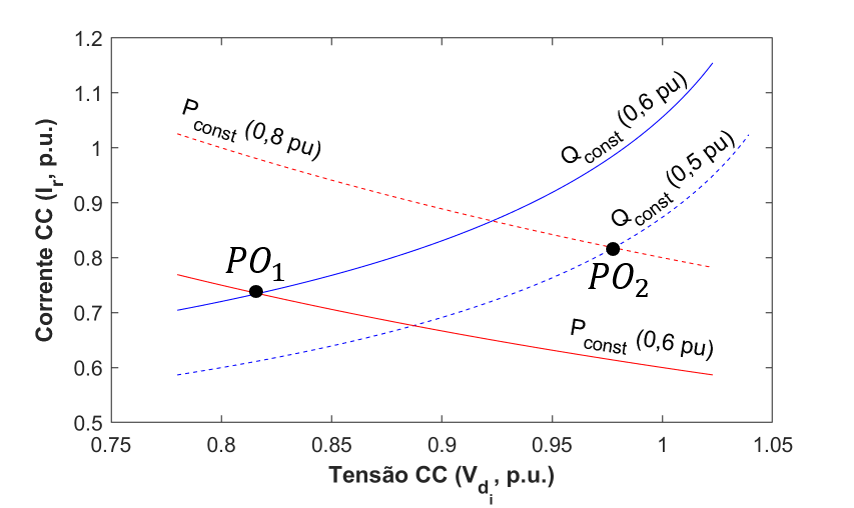 1.2
1.1
1
0.9
0.8
0.7
0.6
0.5
0.75
0.8
0.85
0.9
0.95
1
1.05
Corrente CC (Ir, p.u.)
Tensão CC (Vdi, p.u.)
Pconst (0,8 pu)
Qconst (0,6 pu)
Qconst (0,5 pu)
PO1
PO2
Pconst (0,6 pu)